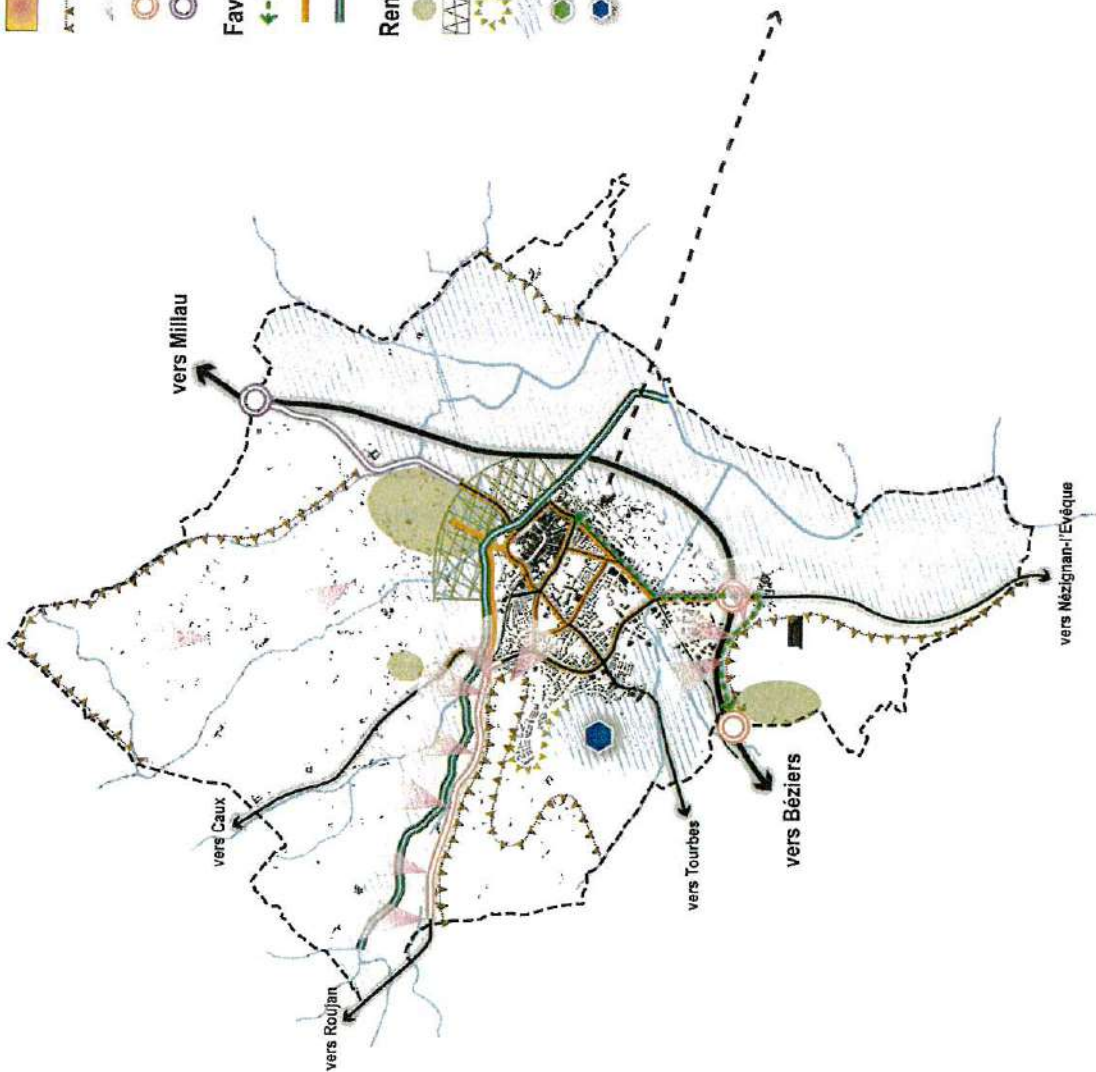 Fav
Ren
vers Millau
vers Caux
vers Roujan
vers Tourbes
vers Béziers
vers Nézignan-l'Evêque